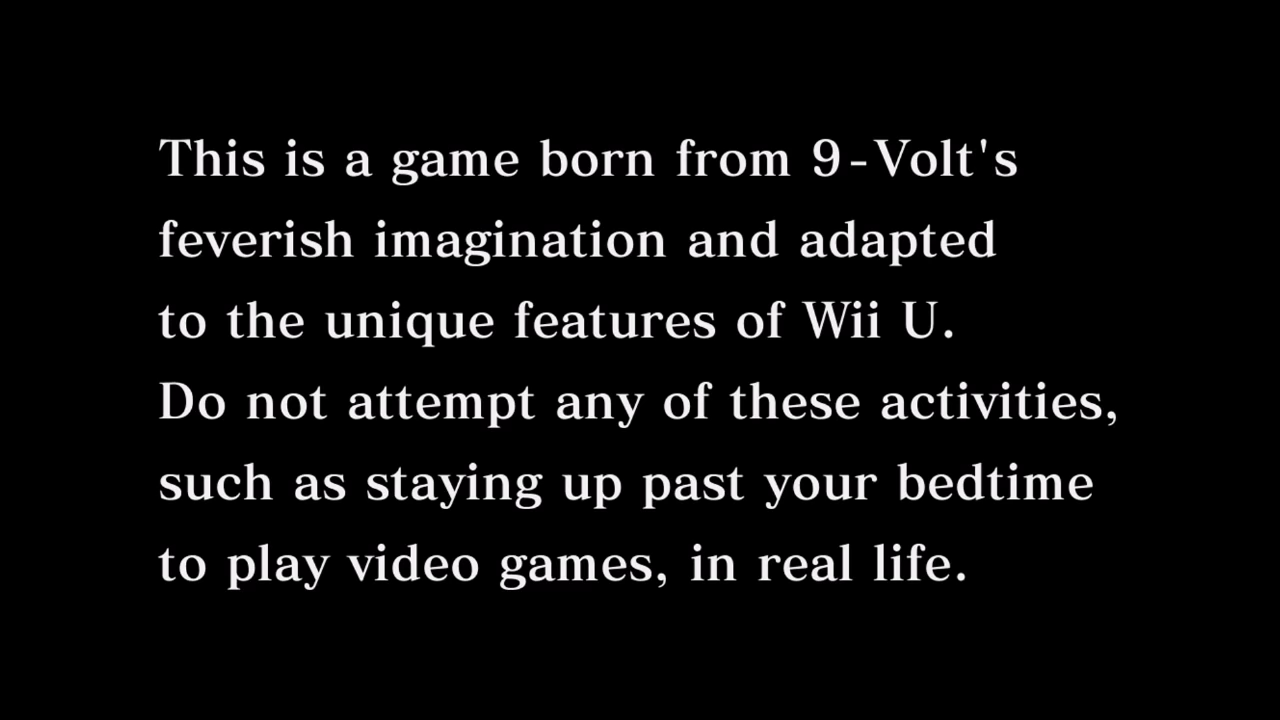 This is a game born from 9-Volt's
feverish imagination and adapted
to the unique features of Wii U.
Do not attempt any of these activities,
such as staying up past your bedtime
to play video games, in real life.